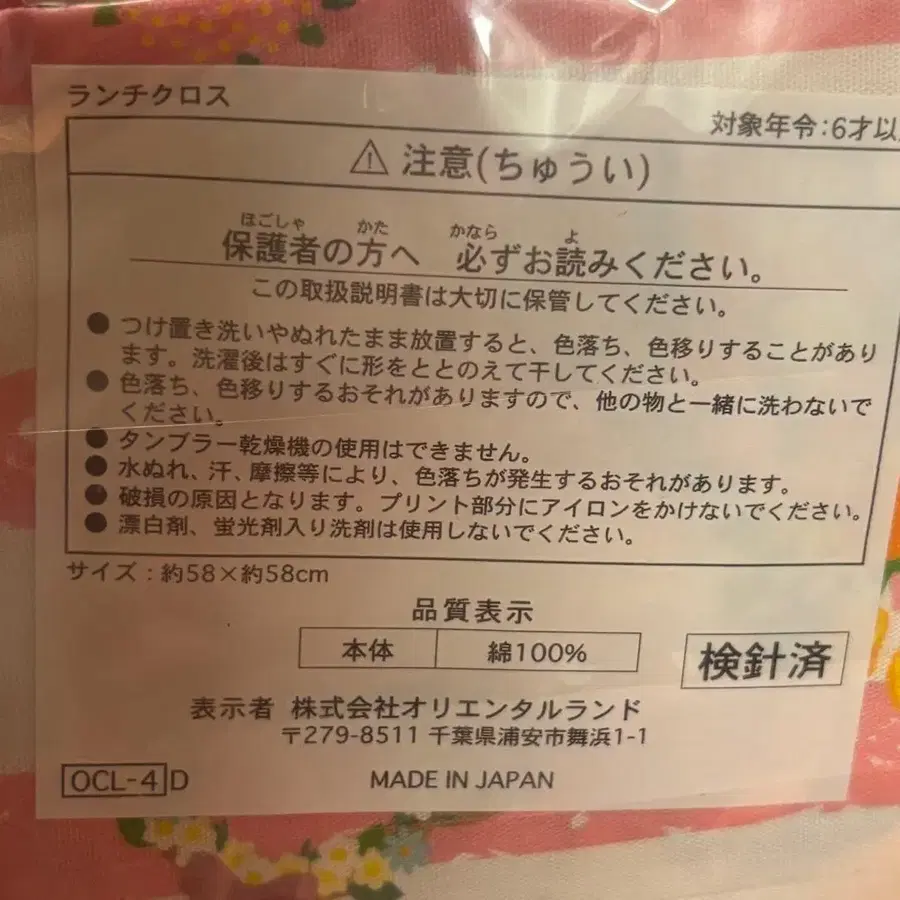 ランチクロス
対象年令:6才以
⚠ 注意(ちゅうい)
ほごしゃ かた かなら よ
保護者の方へ 必ずお読みください。
この取扱説明書は大切に保管してください。
● つけ置き洗いやぬれたまま放置すると、色落ち、色移りすることがあり
ます。洗濯後はすぐに形をととのえて干してください。
● 色落ち、色移りするおそれがありますので、他の物と一緒に洗わないで
ください。
● タンブラー乾燥機の使用はできません。
● 水ぬれ、汗、摩擦等により、色落ちが発生するおそれがあります。
● 破損の原因となります。プリント部分にアイロンをかけないでください。
● 漂白剤、蛍光剤入り洗剤は使用しないでください。
サイズ:約58×約58cm
品質表示
本体 綿100%
検針済
表示者 株式会社オリエンタルランド
〒279-8511 千葉県浦安市舞浜1-1
OCL-4 D
MADE IN JAPAN